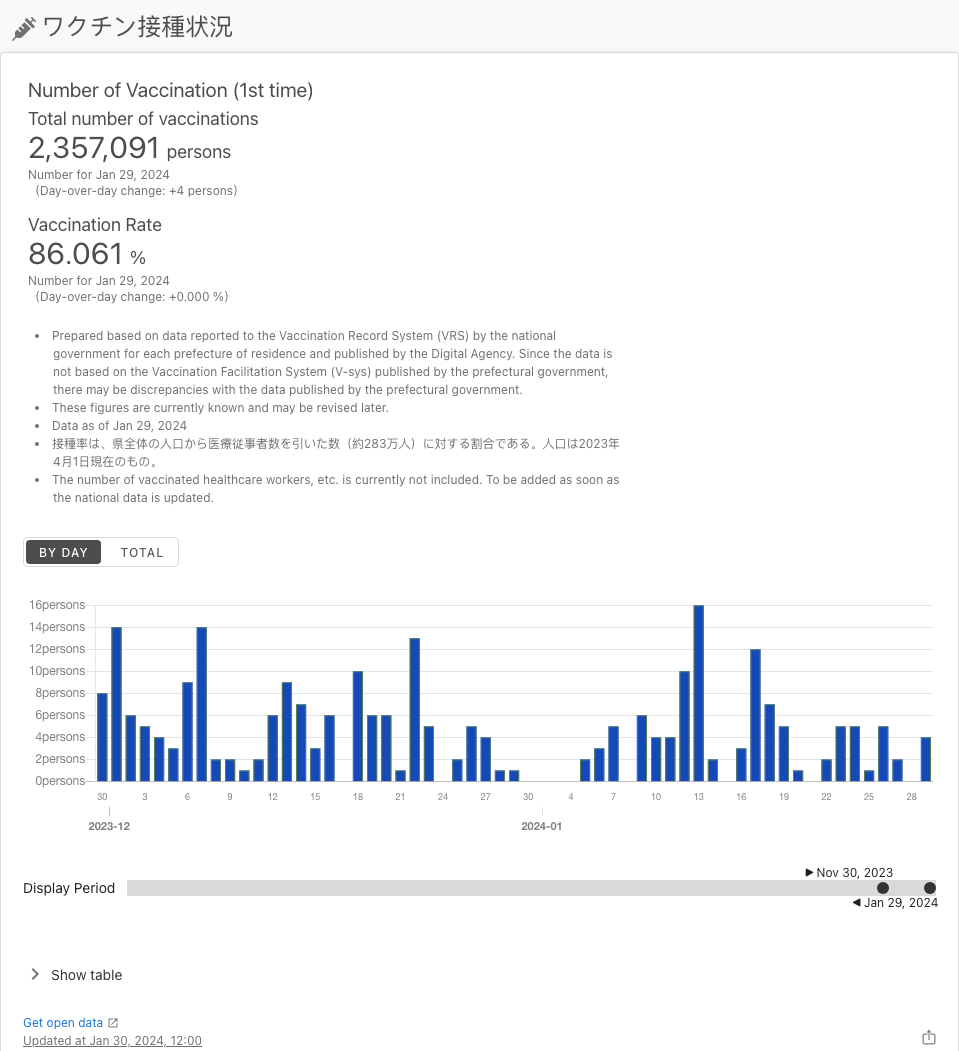 ワクチン接種状況
Number of Vaccination (1st time)
Total number of vaccinations
2,357,091 persons
Number for Jan 29, 2024
(Day-over-day change: +4 persons)
Vaccination Rate
86.061 %
Number for Jan 29, 2024
(Day-over-day change: +0.000 %)
• Prepared based on data reported to the Vaccination Record System (VRS) by the national
government for each prefecture of residence and published by the Digital Agency. Since the data is
not based on the Vaccination Facilitation System (V-sys) published by the prefectural government,
there may be discrepancies with the data published by the prefectural government.
• These figures are currently known and may be revised later.
• Data as of Jan 29, 2024
• 接種率は、県全体の人口から医療従事者数を引いた数（約283万人）に対する割合である。人口は2023年
4月1日現在のもの。
• The number of vaccinated healthcare workers, etc. is currently not included. To be added as soon as
the national data is updated.
BY DAY TOTAL
16persons
14persons
12persons
10persons
8persons
6persons
4persons
2persons
0persons
30 3 6 9 12 15 18 21 24 27 30 4 7 10 13 16 19 22 25 28
2023-12 2024-01
Nov 30, 2023
Display Period
Jan 29, 2024
Show table
Get open data
Updated at Jan 30, 2024, 12:00